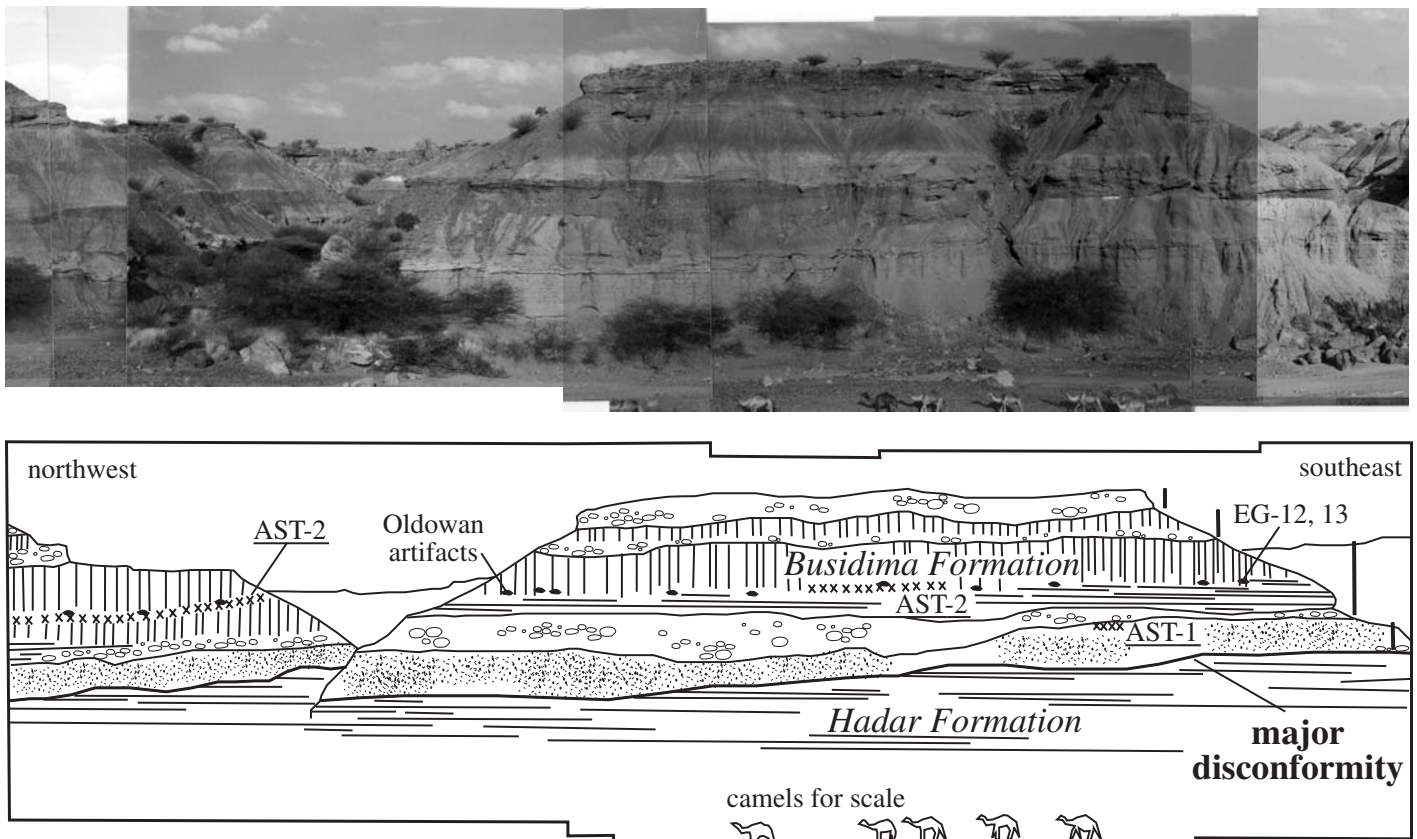 northwest
southeast
AST-2
Oldowan
artifacts
EG-12, 13
Busidima Formation
AST-2
AST-1
Hadar Formation
major
disconformity
camels for scale